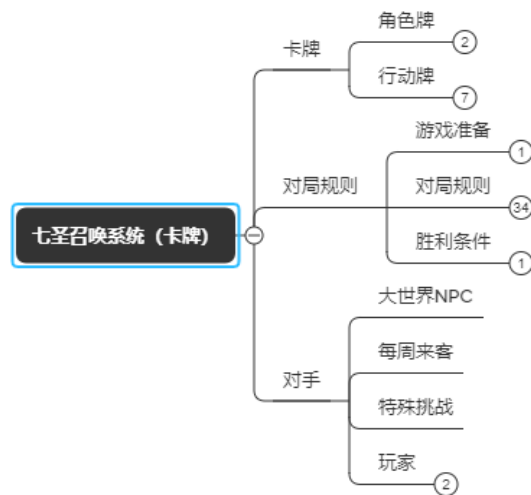 七圣召唤系统（卡牌）
卡牌
角色牌
2
行动牌
7
对局规则
游戏准备
1
对局规则
34
胜利条件
1
对手
大世界NPC
每周来客
特殊挑战
玩家
2